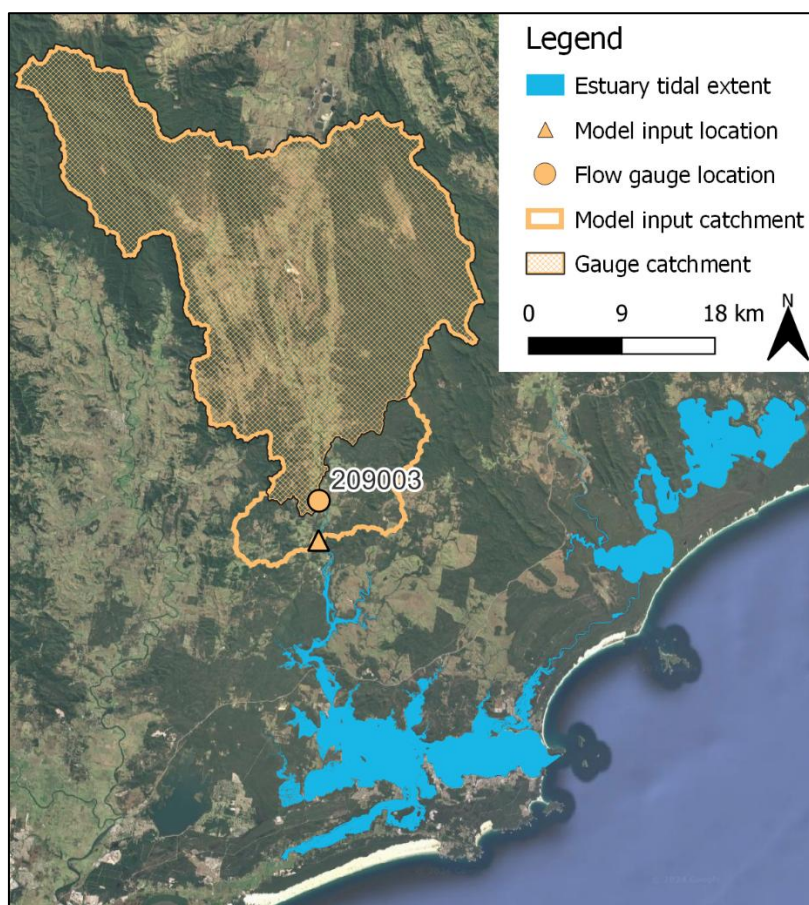 Legend
Estuary tidal extent
Model input location
Flow gauge location
Model input catchment
Gauge catchment
0 9 18 km
N
209003